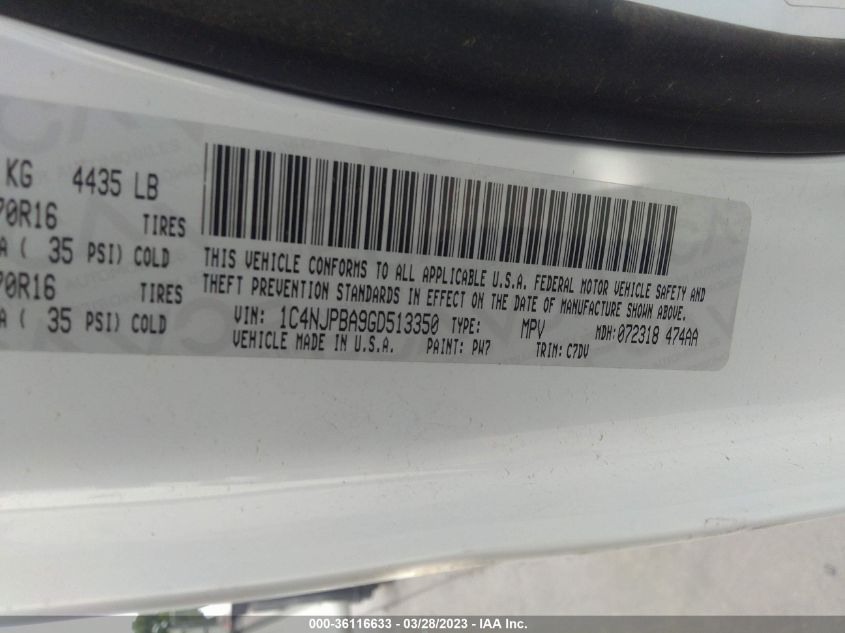 KG 4435 LB
70R16 TIRES
A ( 35 PSI) COLD
70R16 TIRES
A ( 35 PSI) COLD
THIS VEHICLE CONFORMS TO ALL APPLICABLE U.S.A. FEDERAL MOTOR VEHICLE SAFETY AND
THEFT PREVENTION STANDARDS IN EFFECT ON THE DATE OF MANUFACTURE SHOWN ABOVE.
VIN: 1C4NJPBA9GD513350 TYPE: MPV MDH: 072318 474AA
VEHICLE MADE IN U.S.A. PAINT: PW7 TRIM: C7DV
000-36116633 - 03/28/2023 - IAA Inc.